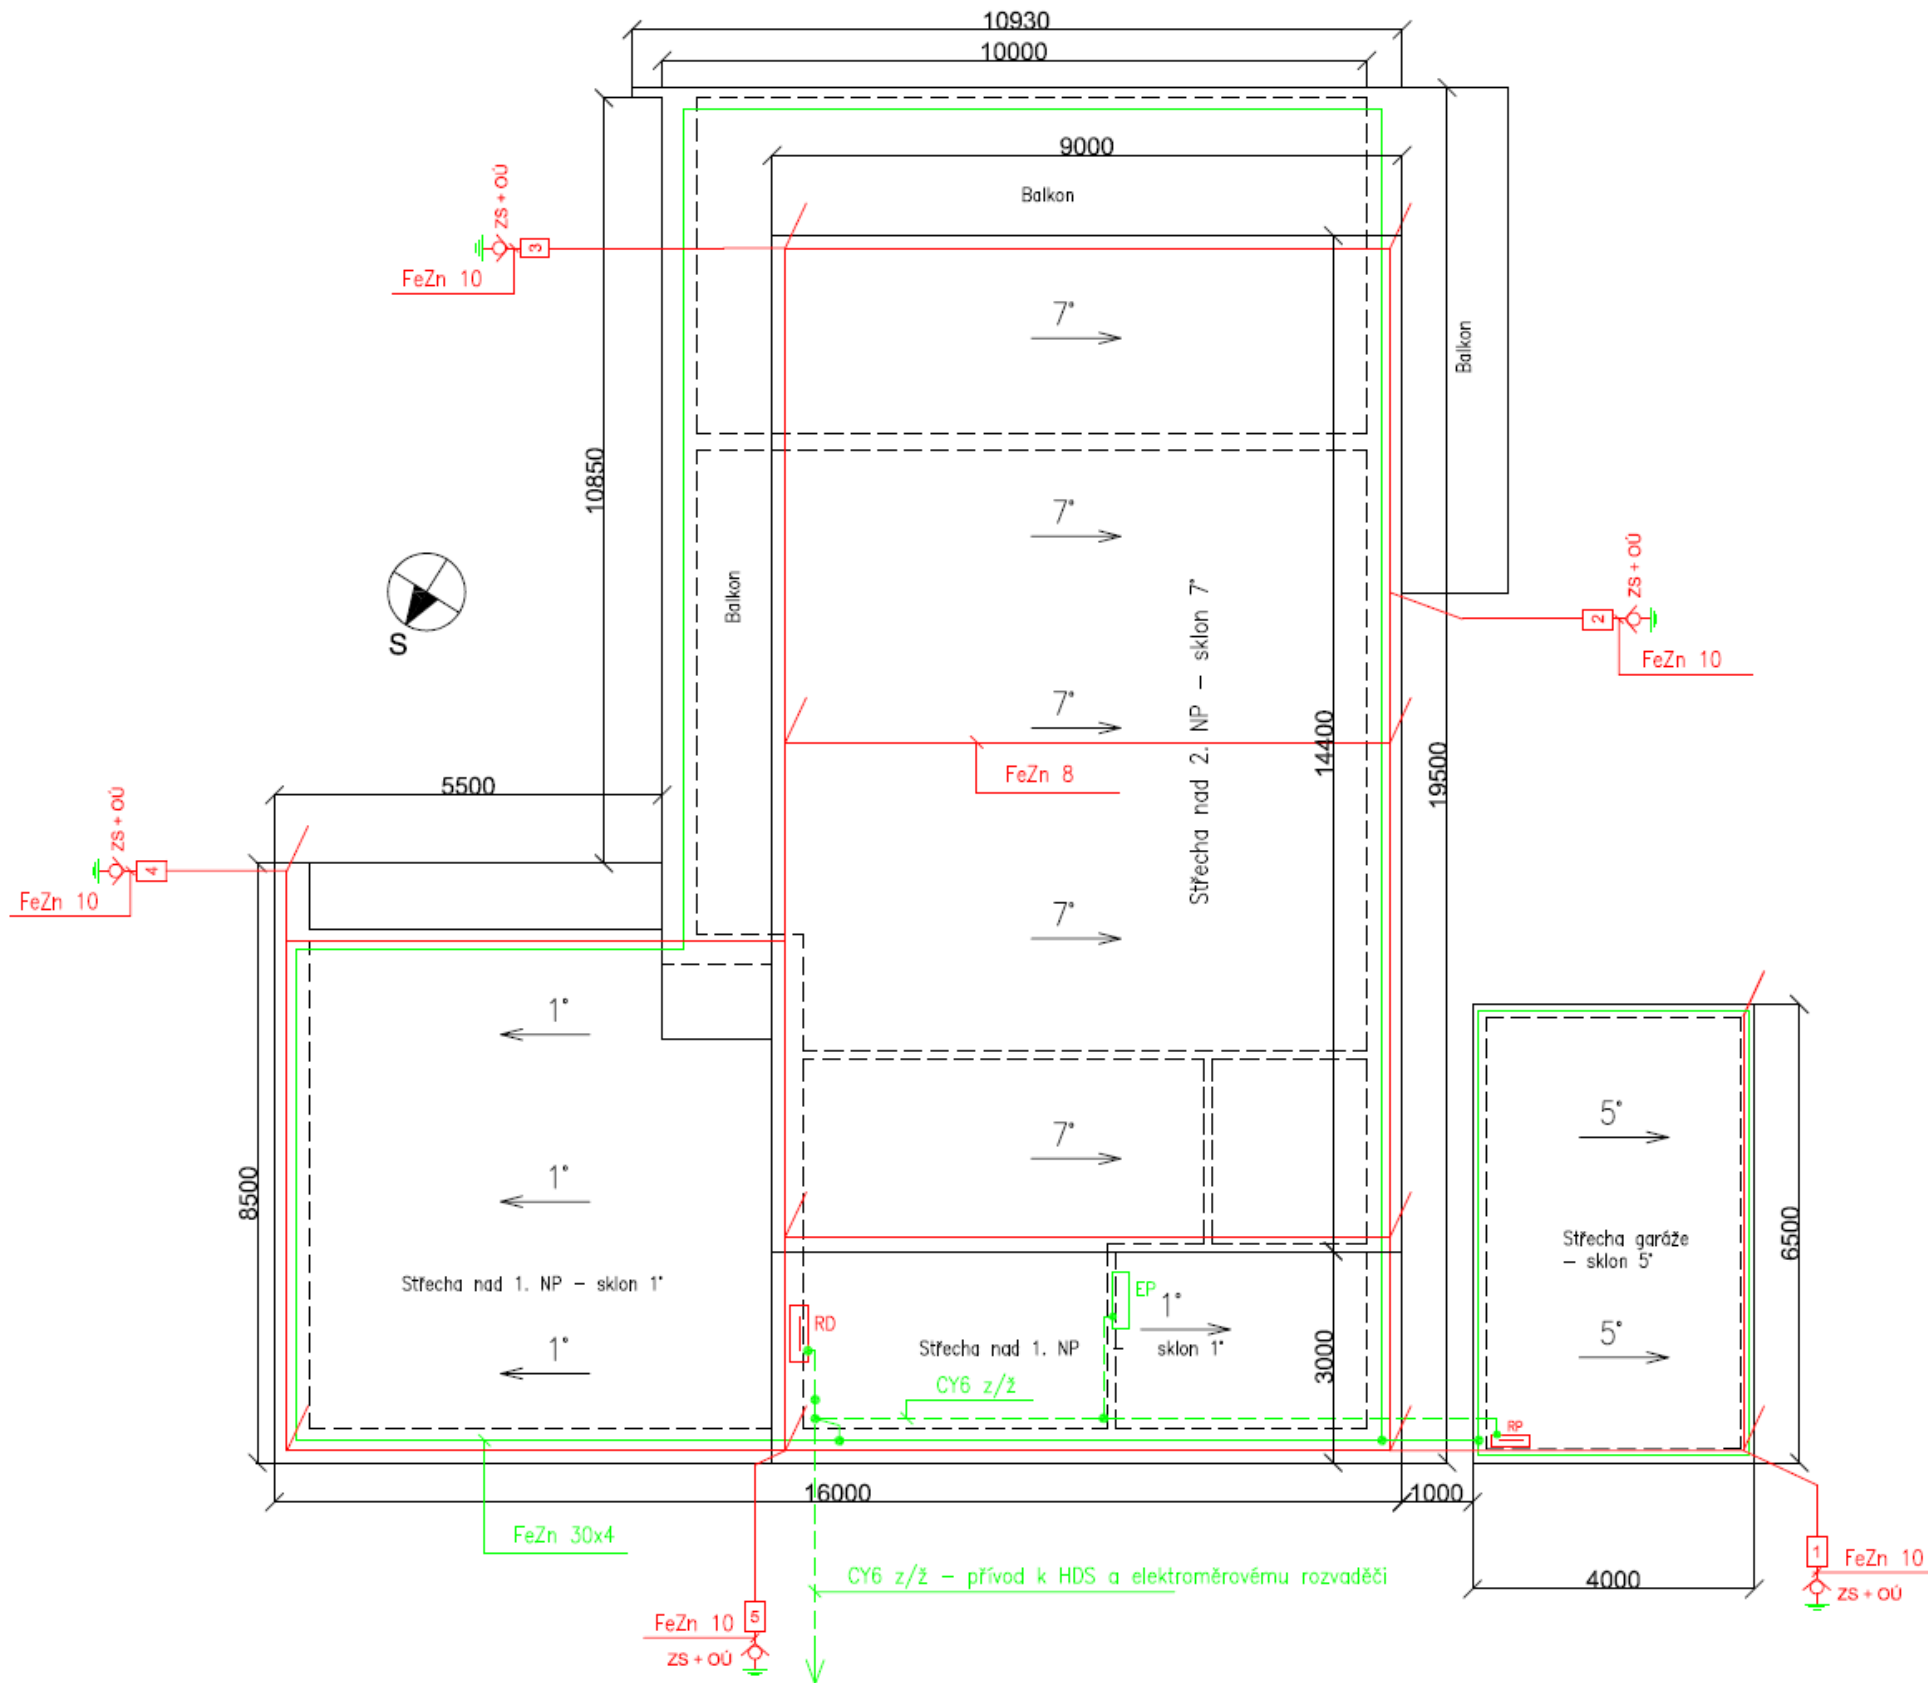 10930
10000
9000
Balkon
ZS + OÚ
3
FeZn 10
7°
Balkon
10850
7°
ZS + OÚ
2
FeZn 10
Balkon
S
Střecha nad 2. NP – sklon 7°
7°
14400
19500
FeZn 8
5500
ZS + OÚ
4
FeZn 10
7°
1°
5°
7°
8500
1°
6500
Střecha garáže
– sklon 5°
Střecha nad 1. NP – sklon 1°
EP
1°
RD
5°
1°
Střecha nad 1. NP – sklon 1°
3000
CY6 z/ž
RP
16000
1000
FeZn 30x4
CY6 z/ž – přívod k HDS a elektroměrovému rozvaděči
4000
1
FeZn 10
ZS + OÚ
5
FeZn 10
ZS + OÚ